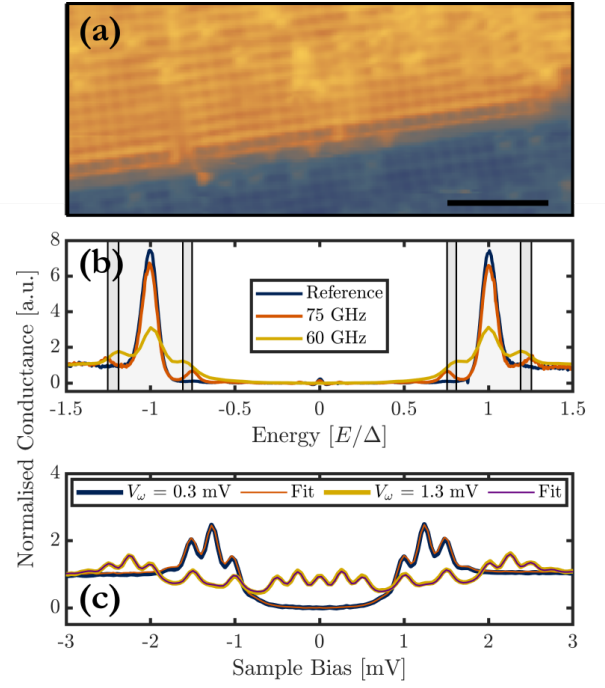 (a)
Normalised Conductance [a.u.]
(b)
8
6
4
2
0
Reference
75 GHz
60 GHz
-1.5 -1 -0.5 0 0.5 1 1.5
Energy [E/Δ]
4
2
0
V_ω = 0.3 mV Fit V_ω = 1.3 mV Fit
(c)
-3 -2 -1 0 1 2 3
Sample Bias [mV]